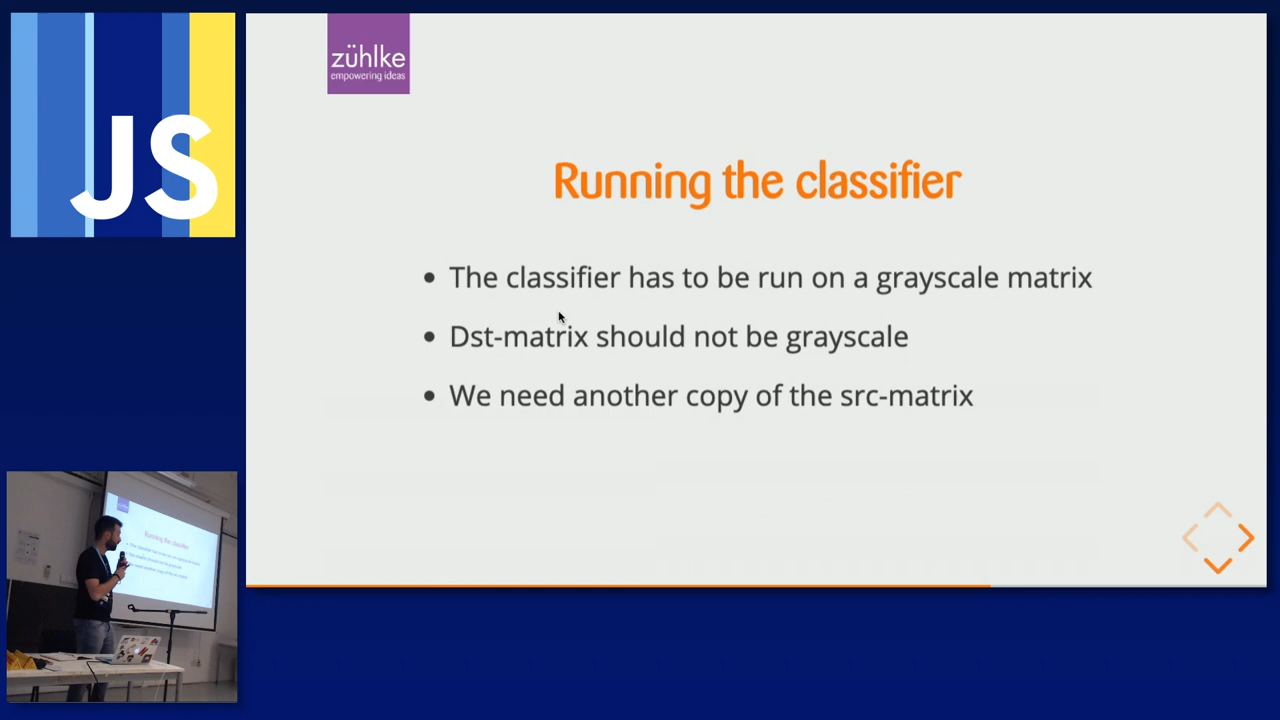 JS
zühlke
empowering ideas
Running the classifier
The classifier has to be run on a grayscale matrix
Dst-matrix should not be grayscale
We need another copy of the src-matrix